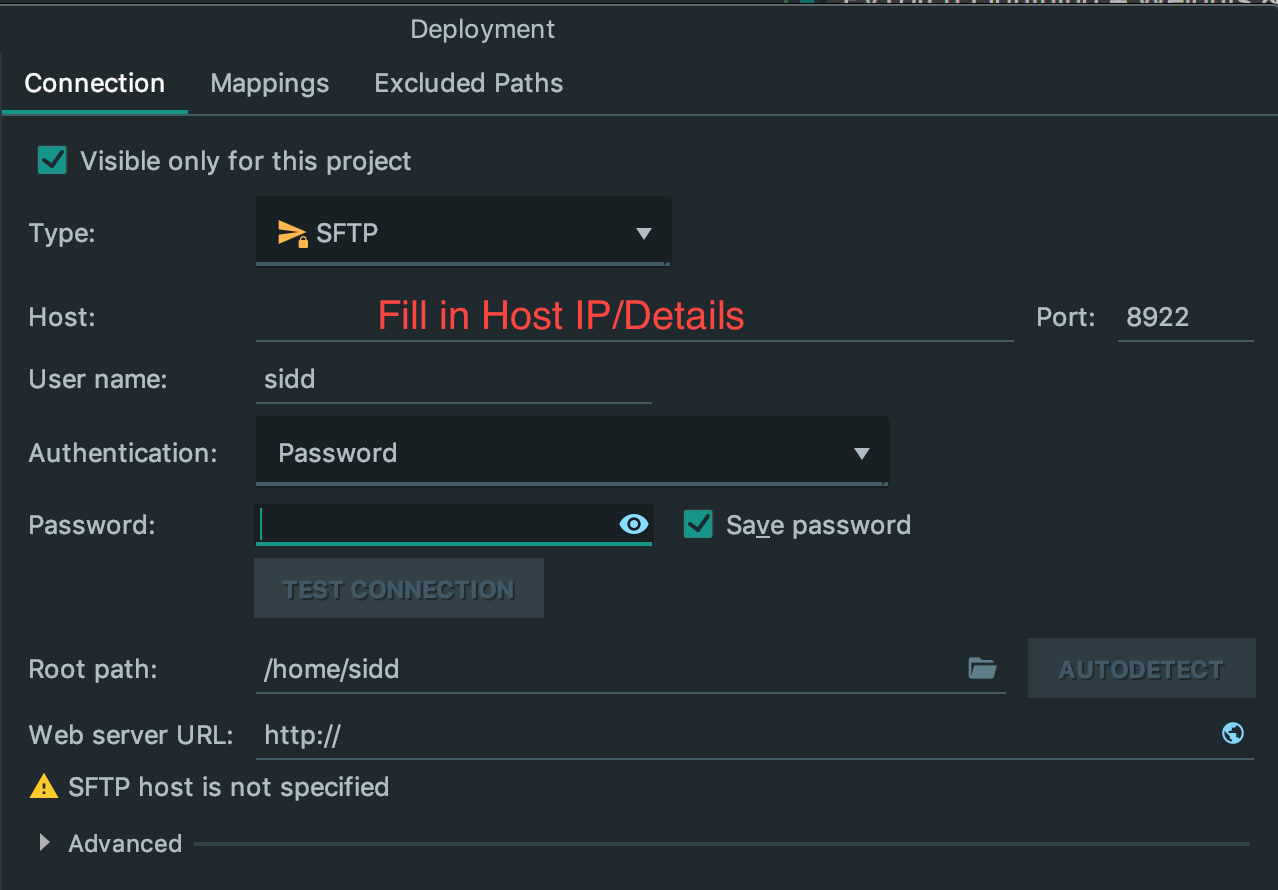 Deployment
Connection Mappings Excluded Paths
Visible only for this project
Type: SFTP
Host: Fill in Host IP/Details Port: 8922
User name: sidd
Authentication: Password
Password: Save password
TEST CONNECTION
Root path: /home/sidd AUTODETECT
Web server URL: http://
SFTP host is not specified
Advanced